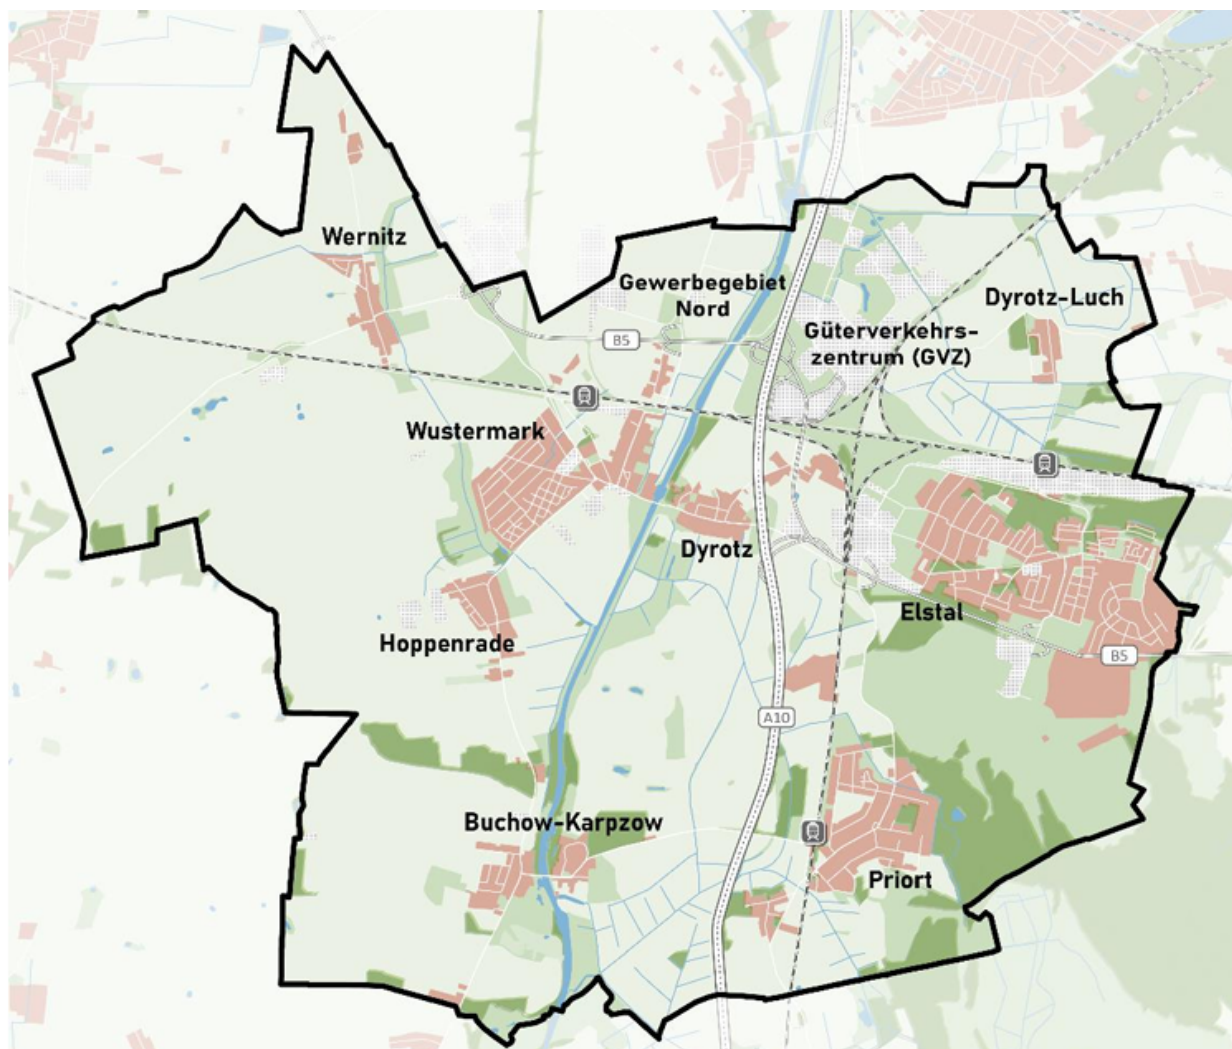 Wernitz
Gewerbegebiet
Nord
Dyrotz-Luch
B5
Güterverkehrs-
zentrum (GVZ)
Wustermark
Dyrotz
Elstal
Hoppenrade
B5
A10
Buchow-Karpzow
Priort